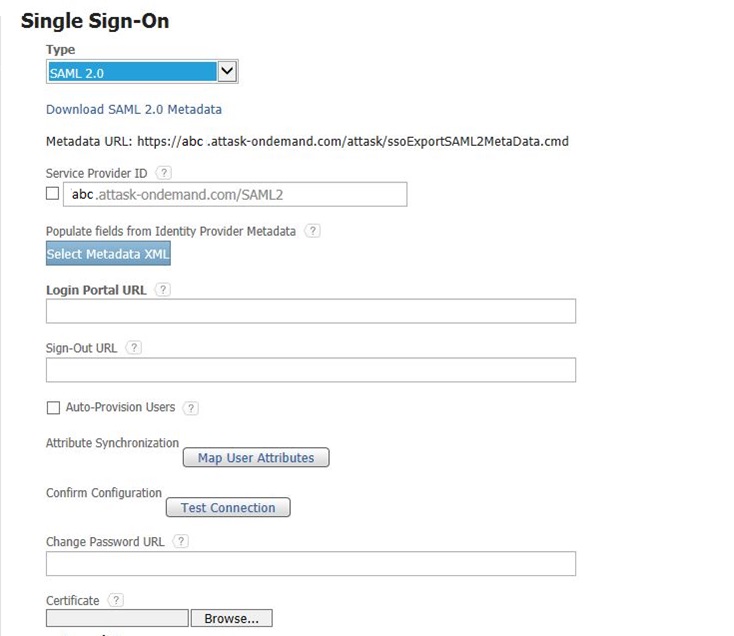 Single Sign-On
Type
SAML 2.0
Download SAML 2.0 Metadata
Metadata URL: https://abc .attask-ondemand.com/attask/ssoExportSAML2MetaData.cmd
Service Provider ID ?
abc.attask-ondemand.com/SAML2
Populate fields from Identity Provider Metadata ?
Select Metadata XML
Login Portal URL ?
Sign-Out URL ?
Auto-Provision Users ?
Attribute Synchronization
Map User Attributes
Confirm Configuration
Test Connection
Change Password URL ?
Certificate ?
Browse...